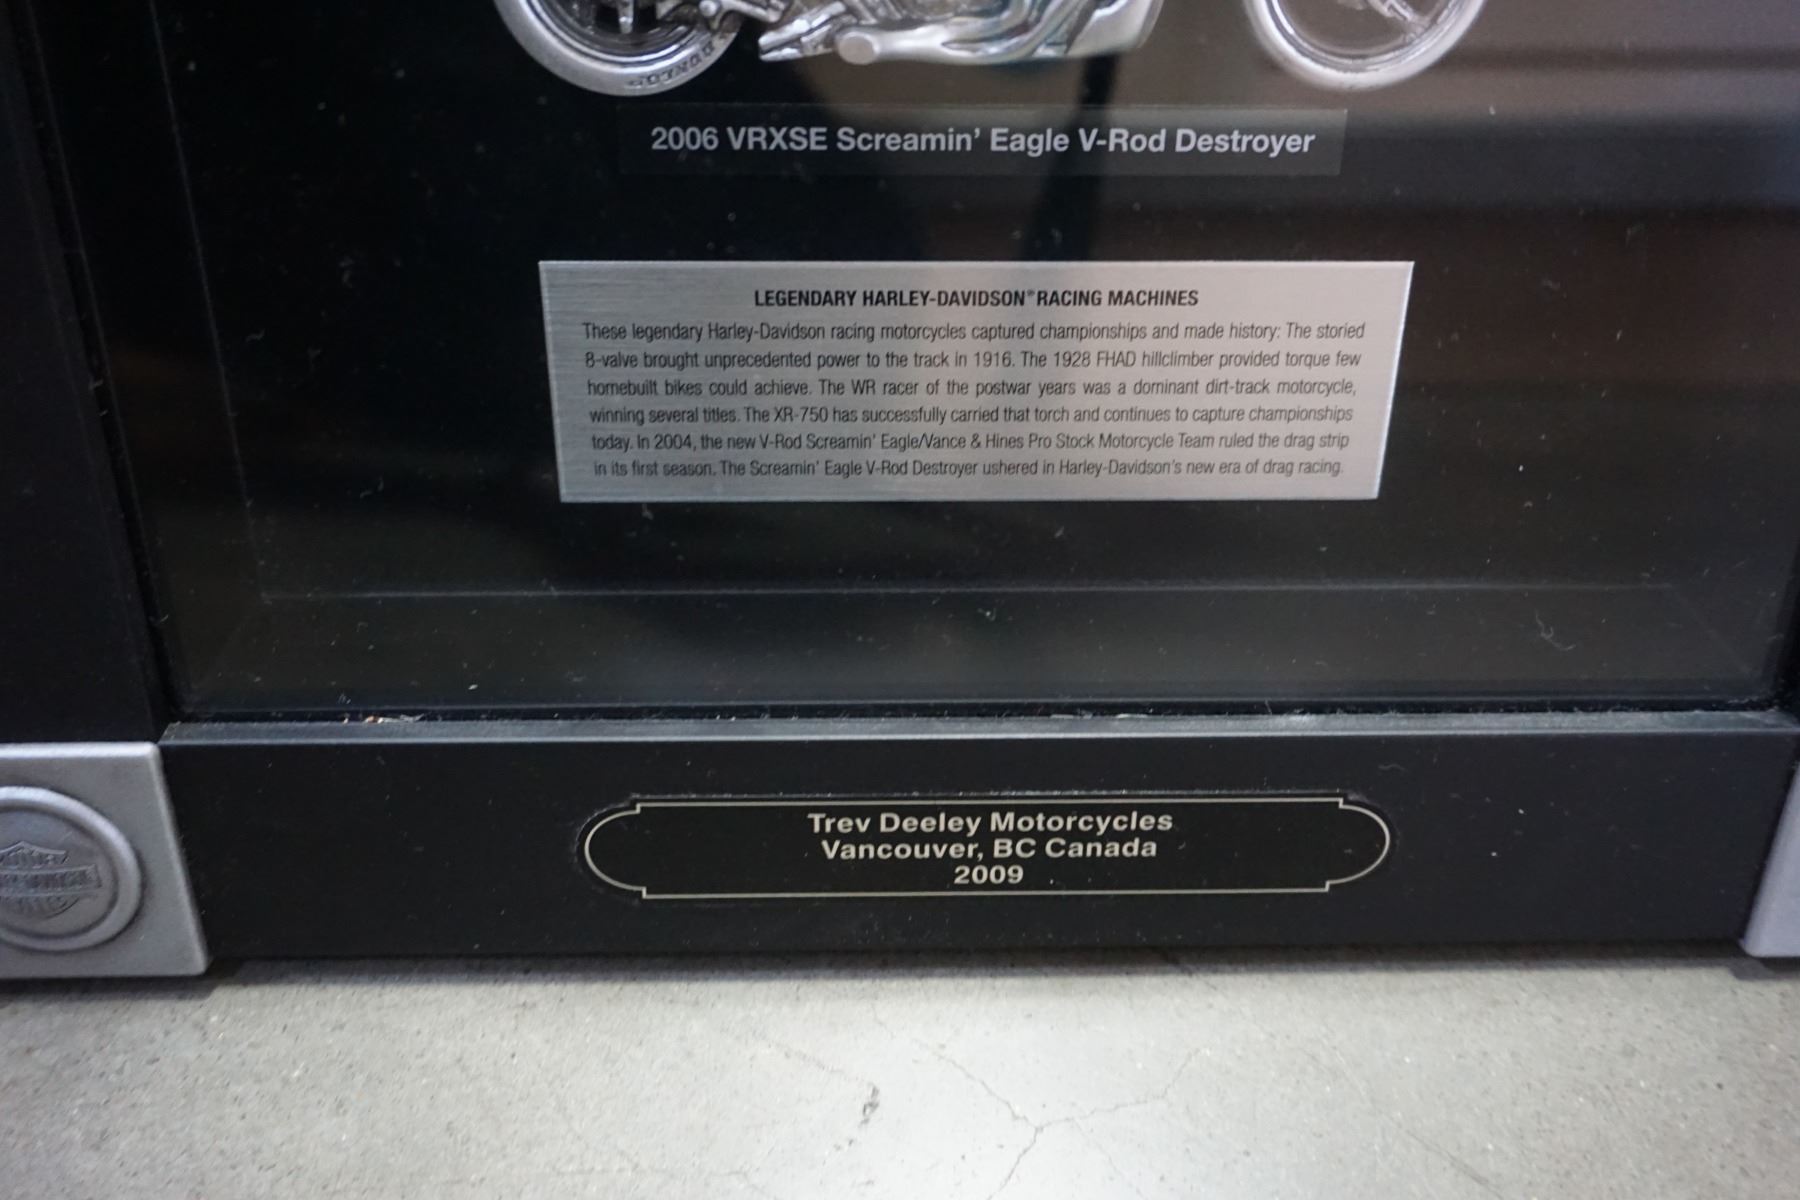 DUNLOP
2006 VRXSE Screamin' Eagle V-Rod Destroyer
LEGENDARY HARLEY-DAVIDSON® RACING MACHINES
These legendary Harley-Davidson racing motorcycles captured championships and made history: The storied
8-valve brought unprecedented power to the track in 1916. The 1928 FHAD hillclimber provided torque few
homebuilt bikes could achieve. The WR racer of the postwar years was a dominant dirt-track motorcycle,
winning several titles. The XR-750 has successfully carried that torch and continues to capture championships
today. In 2004, the new V-Rod Screamin' Eagle/Vance & Hines Pro Stock Motorcycle Team ruled the drag strip
in its first season. The Screamin' Eagle V-Rod Destroyer ushered in Harley-Davidson's new era of drag racing.
Trev Deeley Motorcycles
Vancouver, BC Canada
2009